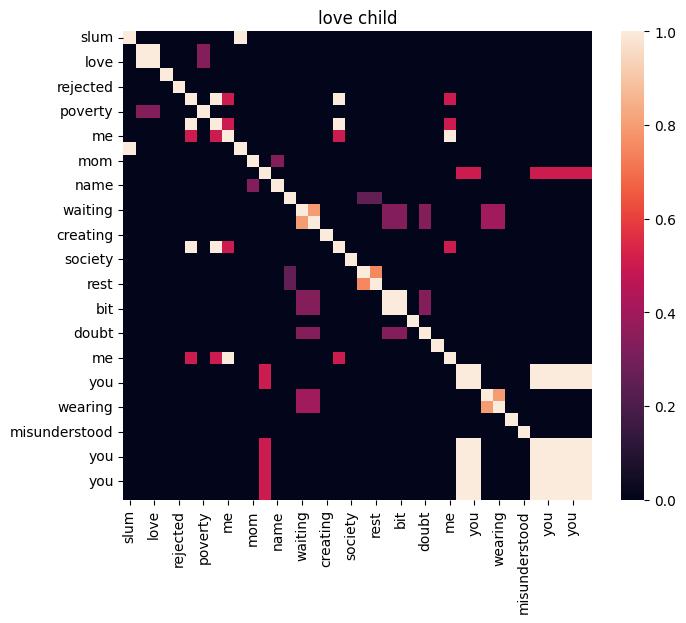 love child
slum
love
rejected
poverty
me
mom
name
waiting
creating
society
rest
bit
doubt
me
you
wearing
misunderstood
you
you
1.0
0.8
0.6
0.4
0.2
0.0
slum
love
rejected
poverty
me
mom
name
waiting
creating
society
rest
bit
doubt
me
you
wearing
misunderstood
you
you